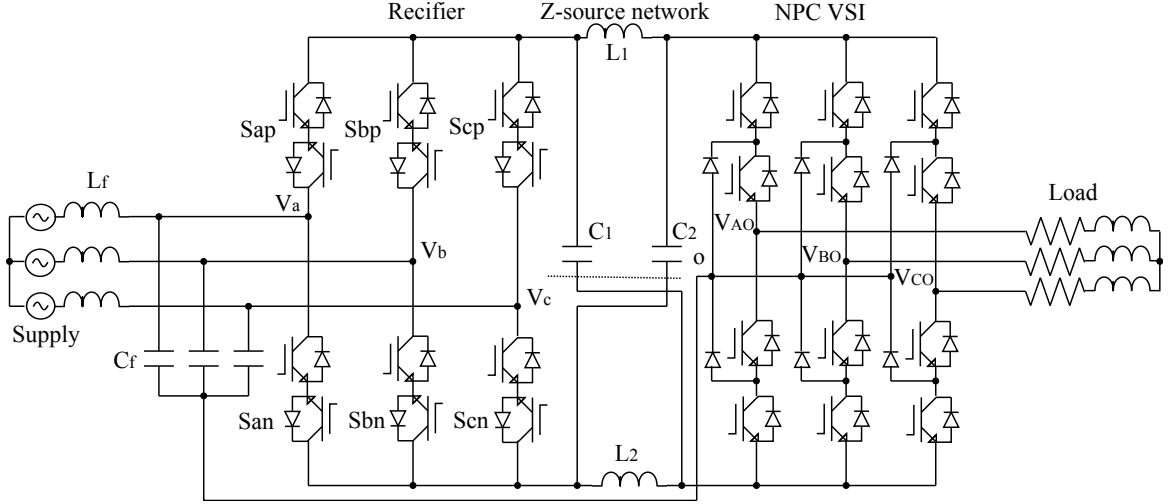 Rectifier
Z-source network
NPC VSI
L1
Sap
Sbp
Scp
Lf
Va
Load
Vb
C1
C2
VAO
o
VBO
VCO
Vc
Supply
Cf
San
Sbn
Scn
L2